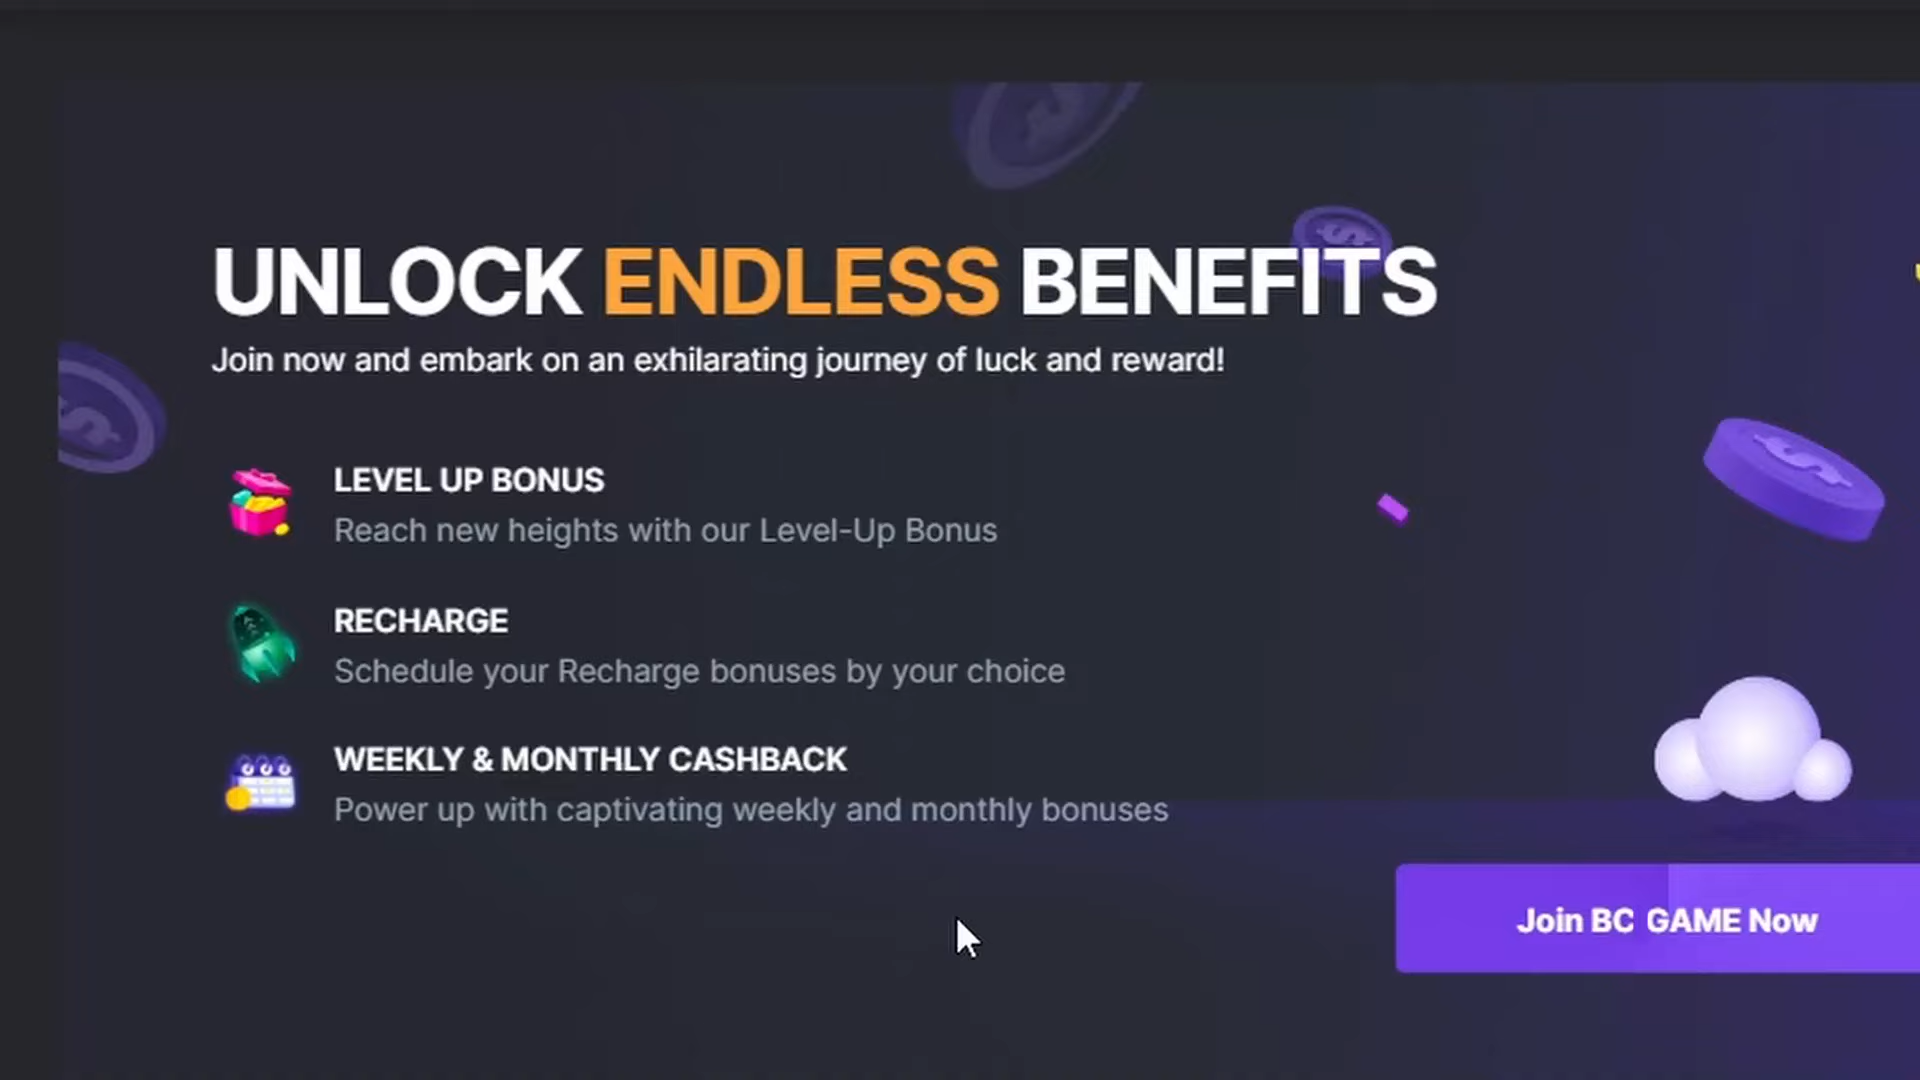 UNLOCK ENDLESS BENEFITS
Join now and embark on an exhilarating journey of luck and reward!
LEVEL UP BONUS
Reach new heights with our Level-Up Bonus
RECHARGE
Schedule your Recharge bonuses by your choice
WEEKLY & MONTHLY CASHBACK
Power up with captivating weekly and monthly bonuses
Join BC GAME Now